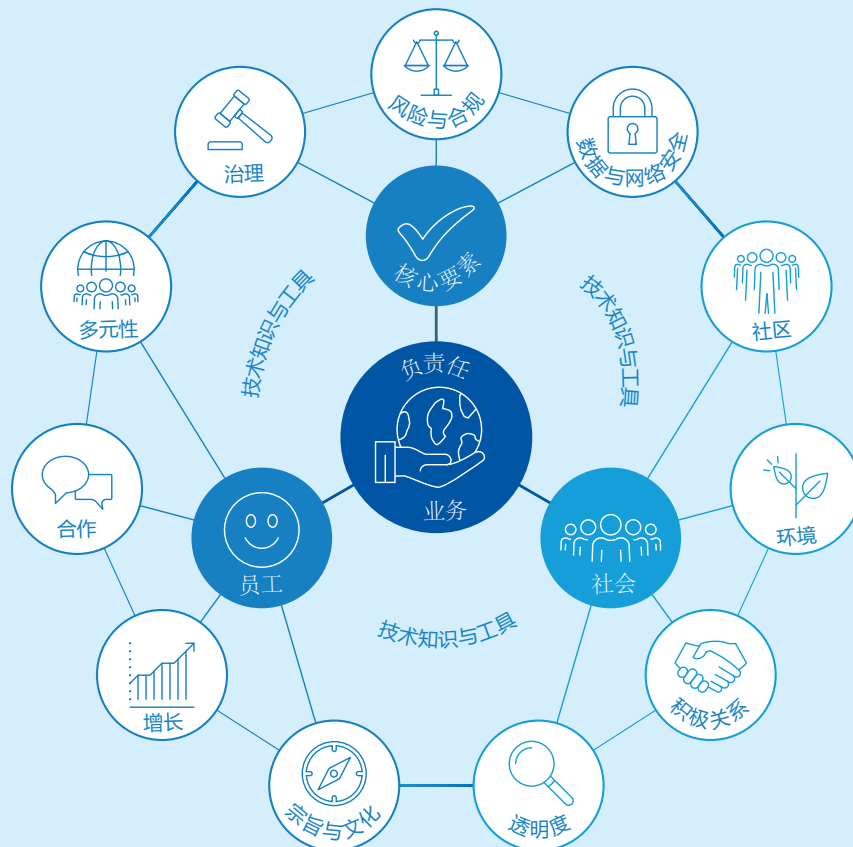 风险与合规
治理
数据与网络安全
核心要素
多元性
社区
技术知识与工具
技术知识与工具
负责任
业务
合作
环境
员工
社会
技术知识与工具
增长
积极关系
宗旨与文化
透明度